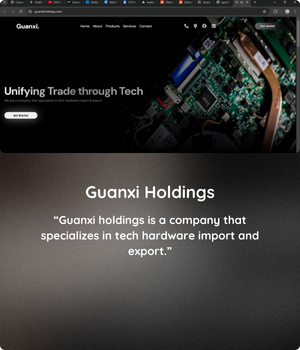 guanxiholdings.com
Guanxi.
Home About Products Services Contact
Get Started
Unifying Trade through Tech
We are a company that specializes in tech hardware import & export
Get Started
Guanxi Holdings
“Guanxi holdings is a company that
specializes in tech hardware import and
export.”